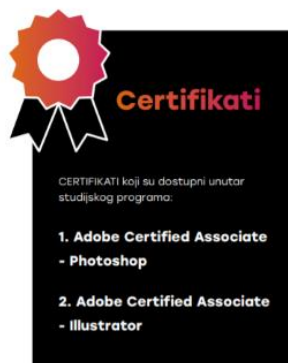 Certifikati
CERTIFIKATI koji su dostupni unutar
studijskog programa:
1. Adobe Certified Associate
- Photoshop
2. Adobe Certified Associate
- Illustrator